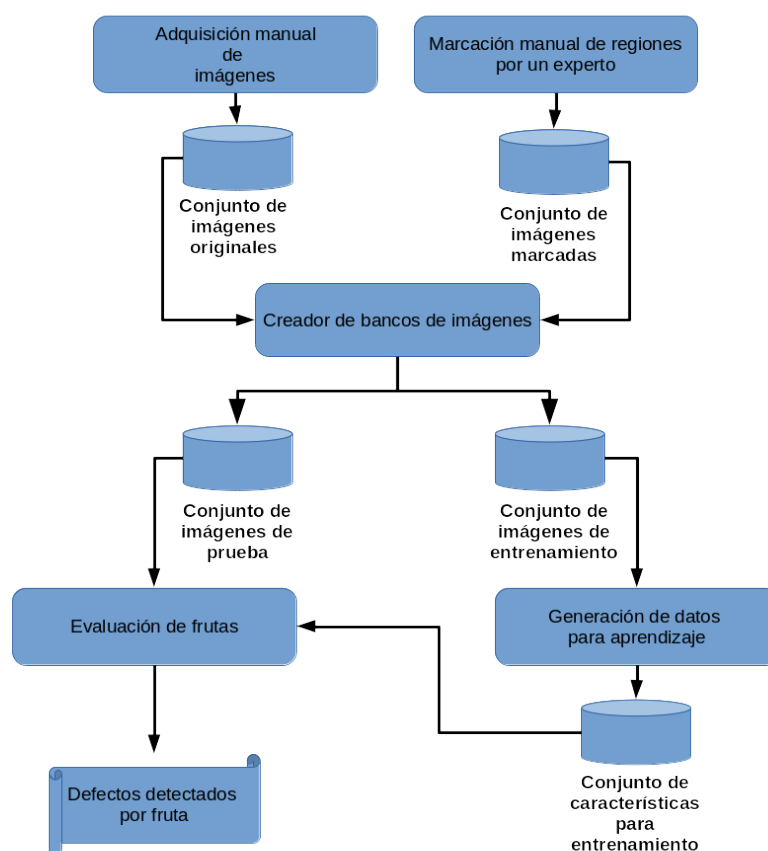 Adquisición manual
de
imágenes
Marcación manual de regiones
por un experto
Conjunto de
imágenes
originales
Conjunto de
imágenes
marcadas
Creador de bancos de imágenes
Conjunto de
imágenes de
prueba
Conjunto de
imágenes de
entrenamiento
Evaluación de frutas
Generación de datos
para aprendizaje
Defectos detectados
por fruta
Conjunto de
características
para
entrenamiento